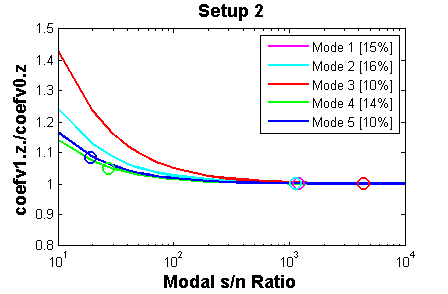 Setup 2
coefv1.z./coefv0.z
1.5
1.4
1.3
1.2
1.1
1
0.9
0.8
Mode 1 [15%]
Mode 2 [16%]
Mode 3 [10%]
Mode 4 [14%]
Mode 5 [10%]
10^1 10^2 10^3 10^4
Modal s/n Ratio